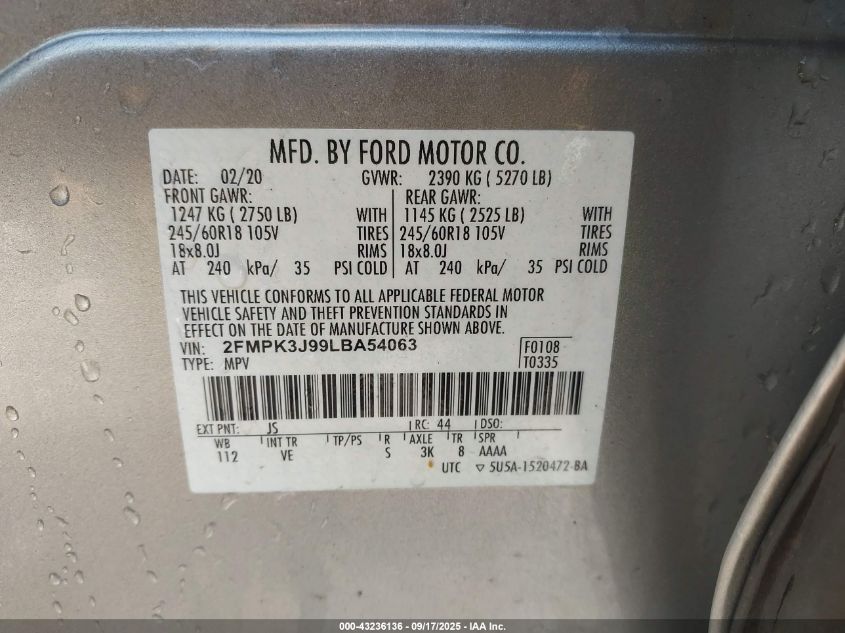 MFD. BY FORD MOTOR CO.
DATE: 02/20 GVWR: 2390 KG ( 5270 LB)
FRONT GAWR: REAR GAWR:
1247 KG ( 2750 LB) WITH 1145 KG ( 2525 LB) WITH
245/60R18 105V TIRES 245/60R18 105V TIRES
18x8.0J RIMS 18x8.0J RIMS
AT 240 kPa/ 35 PSI COLD AT 240 kPa/ 35 PSI COLD
THIS VEHICLE CONFORMS TO ALL APPLICABLE FEDERAL MOTOR
VEHICLE SAFETY AND THEFT PREVENTION STANDARDS IN
EFFECT ON THE DATE OF MANUFACTURE SHOWN ABOVE.
VIN: 2FMPK3J99LBA54063 F0108
TYPE: MPV T0335
EXT PNT: JS RC: 44 DSO:
WB INT TR TP/PS R AXLE TR SPR
112 VE S 3K 8 AAAA
UTC ▽ 5U5A-1520472-BA
000-43236136 - 09/17/2025 - IAA Inc.